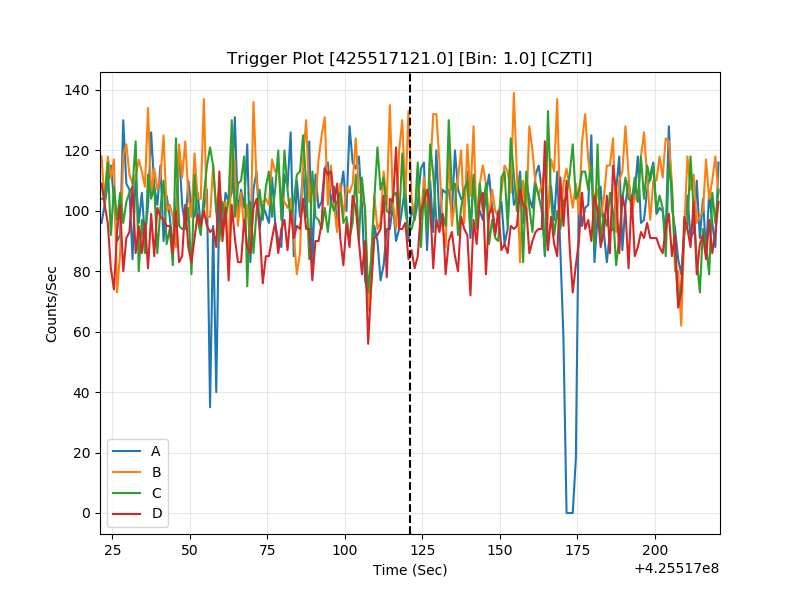 Trigger Plot [425517121.0] [Bin: 1.0] [CZTI]
140
120
100
80
60
40
20
0
Counts/Sec
A
B
C
D
25 50 75 100 125 150 175 200
Time (Sec)
+4.25517e8